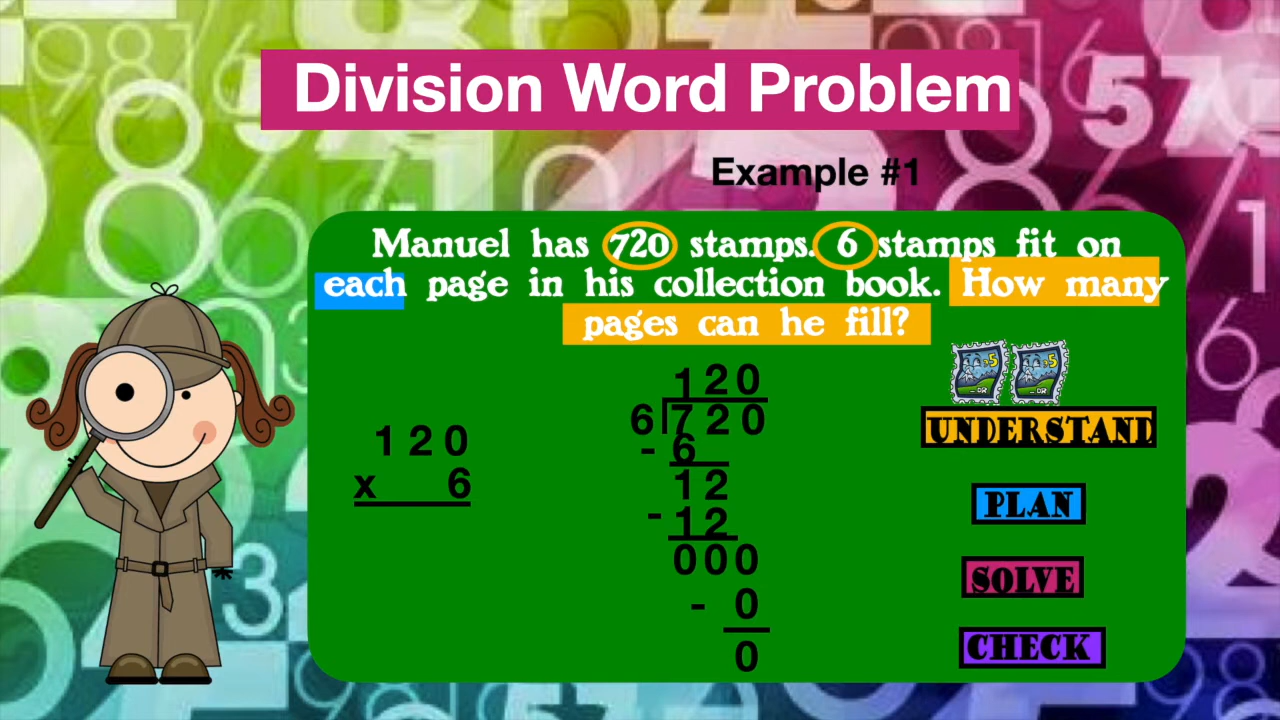 Division Word Problem
Example #1
Manuel has 720 stamps. 6 stamps fit on
each page in his collection book. How many
pages can he fill?
120
6 720
- 6
12
- 12
000
- 0
0
120
x 6
UNDERSTAND
PLAN
SOLVE
CHECK